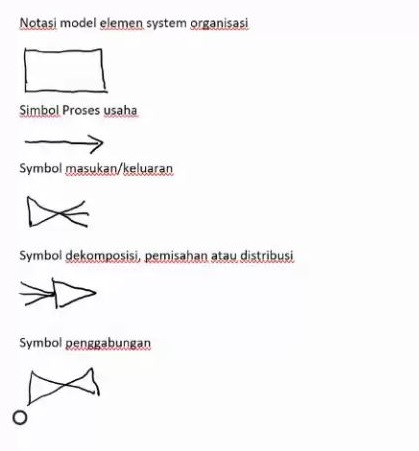 Notasi model elemen system organisasi
Simbol Proses usaha
Symbol masukan/keluaran
Symbol dekomposisi, pemisahan atau distribusi
Symbol penggabungan